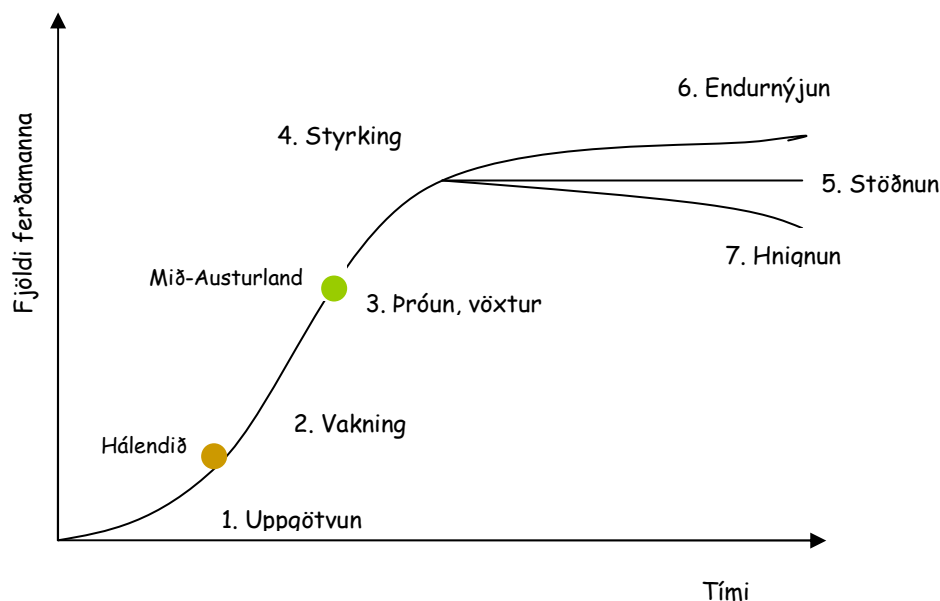 6. Endurnýjun
4. Styrking
5. Stöðnun
Fjöldi ferðamanna
7. Hnignun
Mið-Austurland
3. Þróun, vöxtur
2. Vakning
Hálendið
1. Uppgötvun
Tími